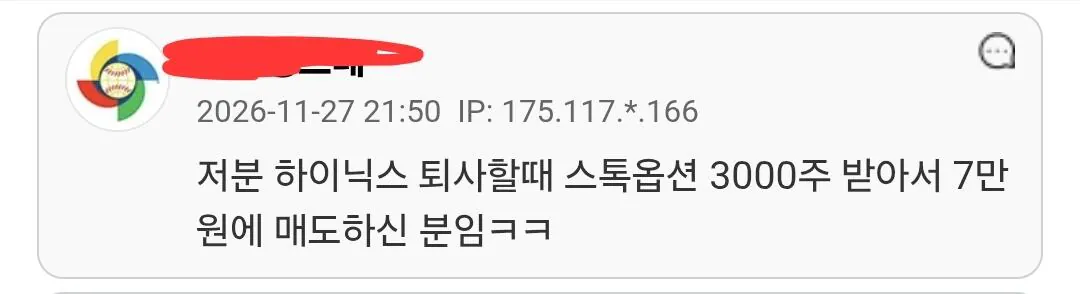 2026-11-27 21:50 IP: 175.117.*.166
저분 하이닉스 퇴사할때 스톡옵션 3000주 받아서 7만
원에 매도하신 분임ㅋㅋ